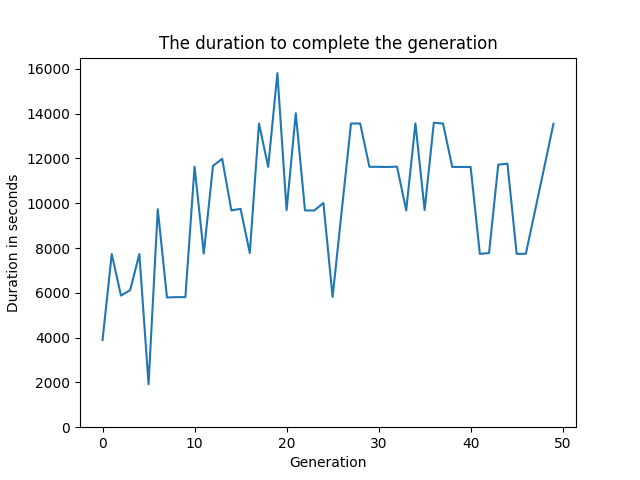 The duration to complete the generation
16000
14000
12000
10000
8000
6000
4000
2000
0
Duration in seconds
0 10 20 30 40 50
Generation